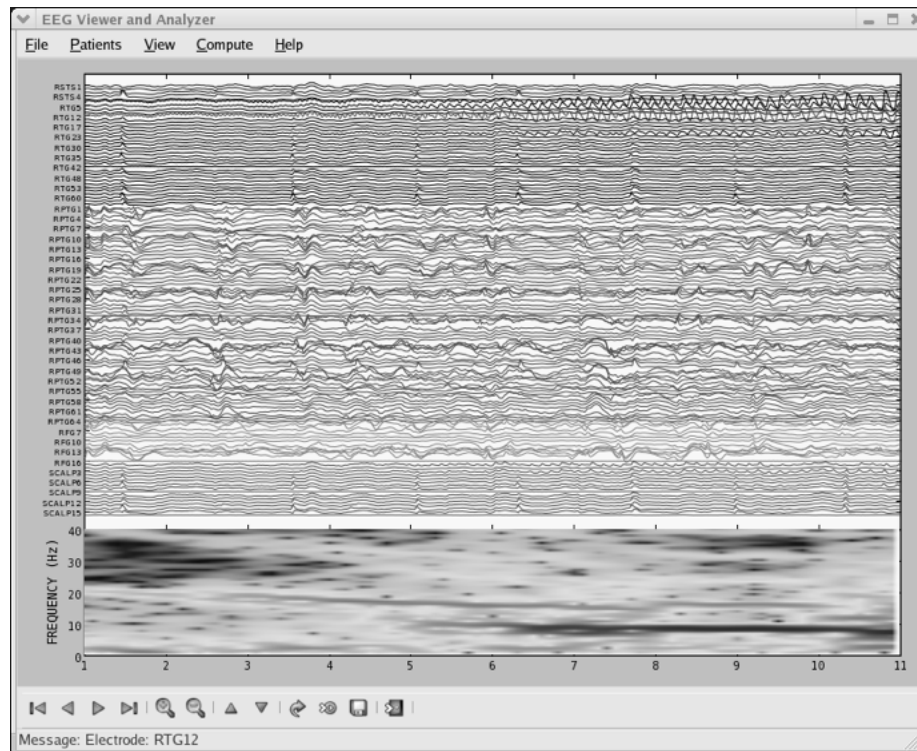 EEG Viewer and Analyzer
File Patients View Compute Help
RSTS1
RSTS4
RTG5
RTG12
RTG17
RTG23
RTG30
RTG35
RTG42
RTG48
RTG53
RTG60
RPTG1
RPTG4
RPTG7
RPTG10
RPTG13
RPTG16
RPTG19
RPTG22
RPTG25
RPTG28
RPTG31
RPTG34
RPTG37
RPTG40
RPTG43
RPTG46
RPTG49
RPTG52
RPTG55
RPTG58
RPTG61
RPTG64
RFG7
RFG10
RFG13
RFG16
SCALP3
SCALP6
SCALP9
SCALP12
SCALP15
FREQUENCY (Hz)
40
30
20
10
0
1 2 3 4 5 6 7 8 9 10 11
Message: Electrode: RTG12